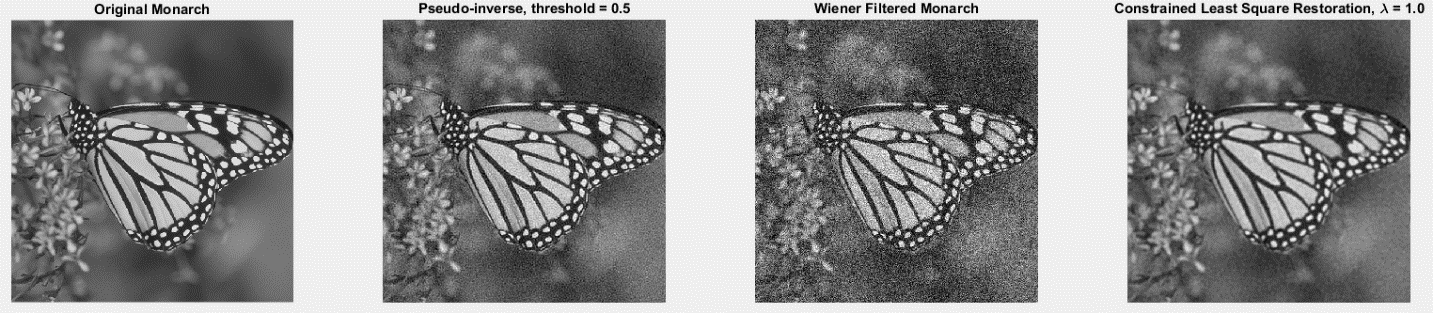 Original Monarch
Pseudo-inverse, threshold = 0.5
Wiener Filtered Monarch
Constrained Least Square Restoration, λ = 1.0